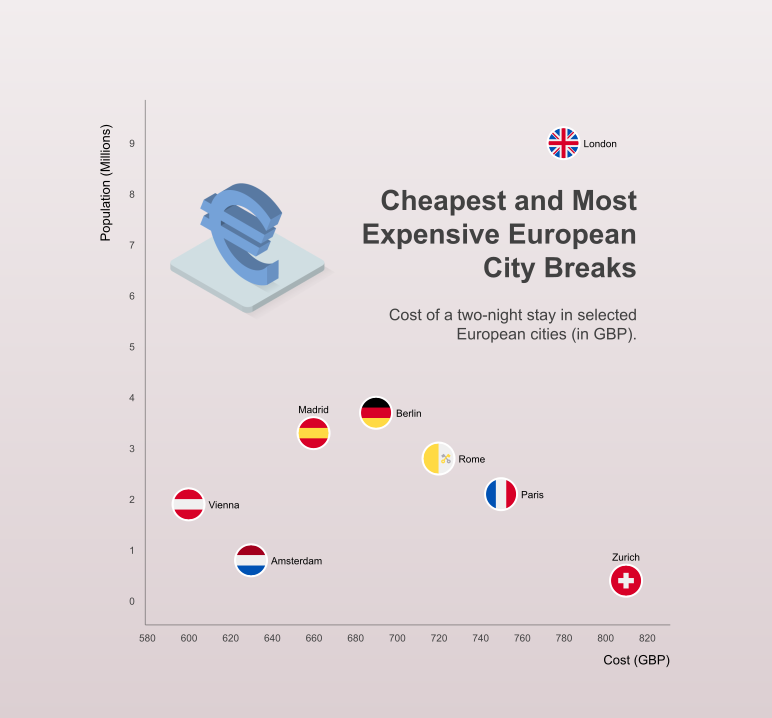 Population (Millions)
9
8
7
6
5
4
3
2
1
0
London
Cheapest and Most
Expensive European
City Breaks
Cost of a two-night stay in selected
European cities (in GBP).
Madrid
Berlin
Rome
Paris
Vienna
Amsterdam
Zurich
580 600 620 640 660 680 700 720 740 760 780 800 820
Cost (GBP)